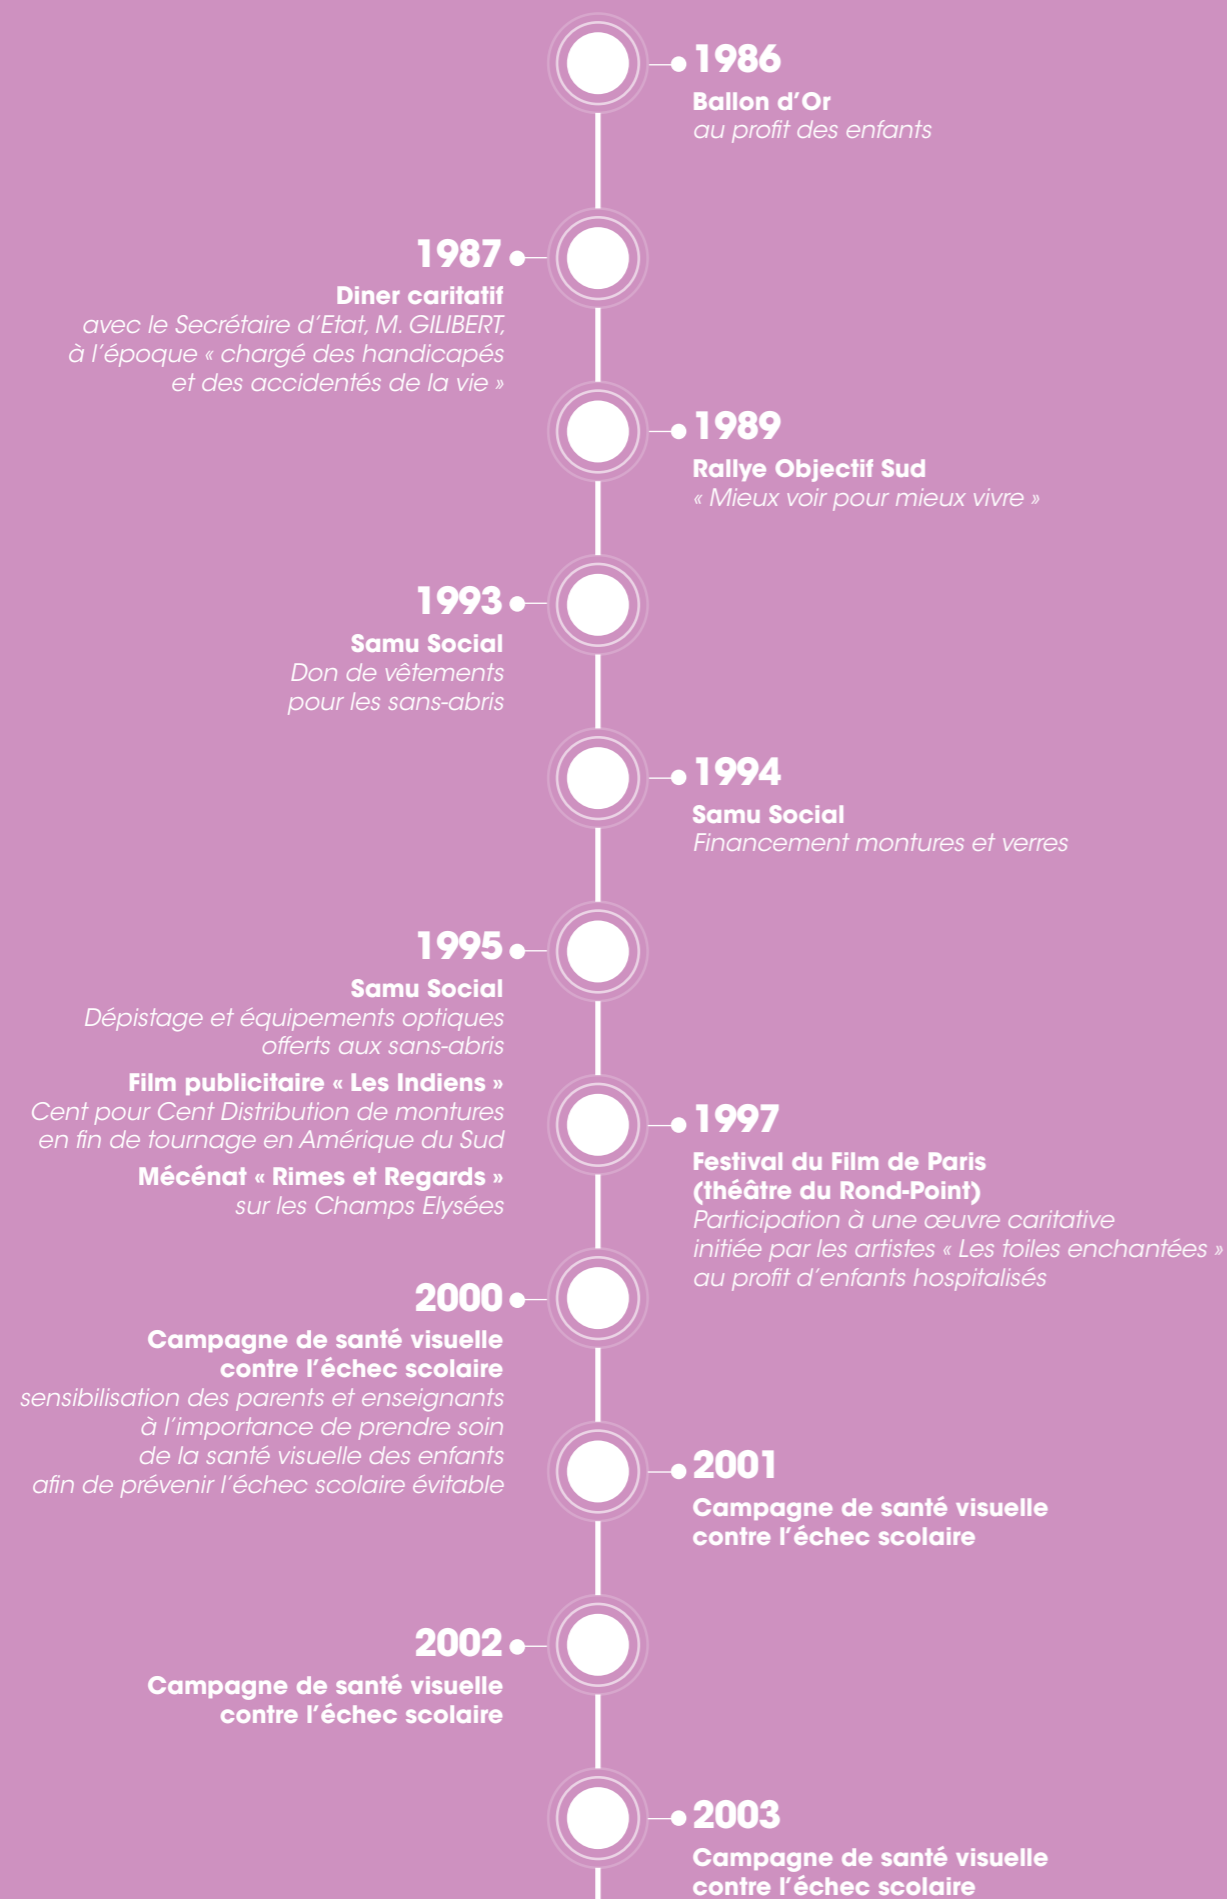 1986
Ballon d’Or
au profit des enfants
1987
Diner caritatif
avec le Secrétaire d’Etat, M. GILIBERT,
à l’époque « chargé des handicapés
et des accidentés de la vie »
1989
Rallye Objectif Sud
« Mieux voir pour mieux vivre »
1993
Samu Social
Don de vêtements
pour les sans-abris
1994
Samu Social
Financement montures et verres
1995
Samu Social
Dépistage et équipements optiques
offerts aux sans-abris
Film publicitaire « Les Indiens »
Cent pour Cent Distribution de montures
en fin de tournage en Amérique du Sud
Mécénat « Rimes et Regards »
sur les Champs Elysées
1997
Festival du Film de Paris
(théâtre du Rond-Point)
Participation à une œuvre caritative
initiée par les artistes « Les toiles enchantées »
au profit d’enfants hospitalisés
2000
Campagne de santé visuelle
contre l’échec scolaire
sensibilisation des parents et enseignants
à l’importance de prendre soin
de la santé visuelle des enfants
afin de prévenir l’échec scolaire évitable
2001
Campagne de santé visuelle
contre l’échec scolaire
2002
Campagne de santé visuelle
contre l’échec scolaire
2003
Campagne de santé visuelle
contre l’échec scolaire